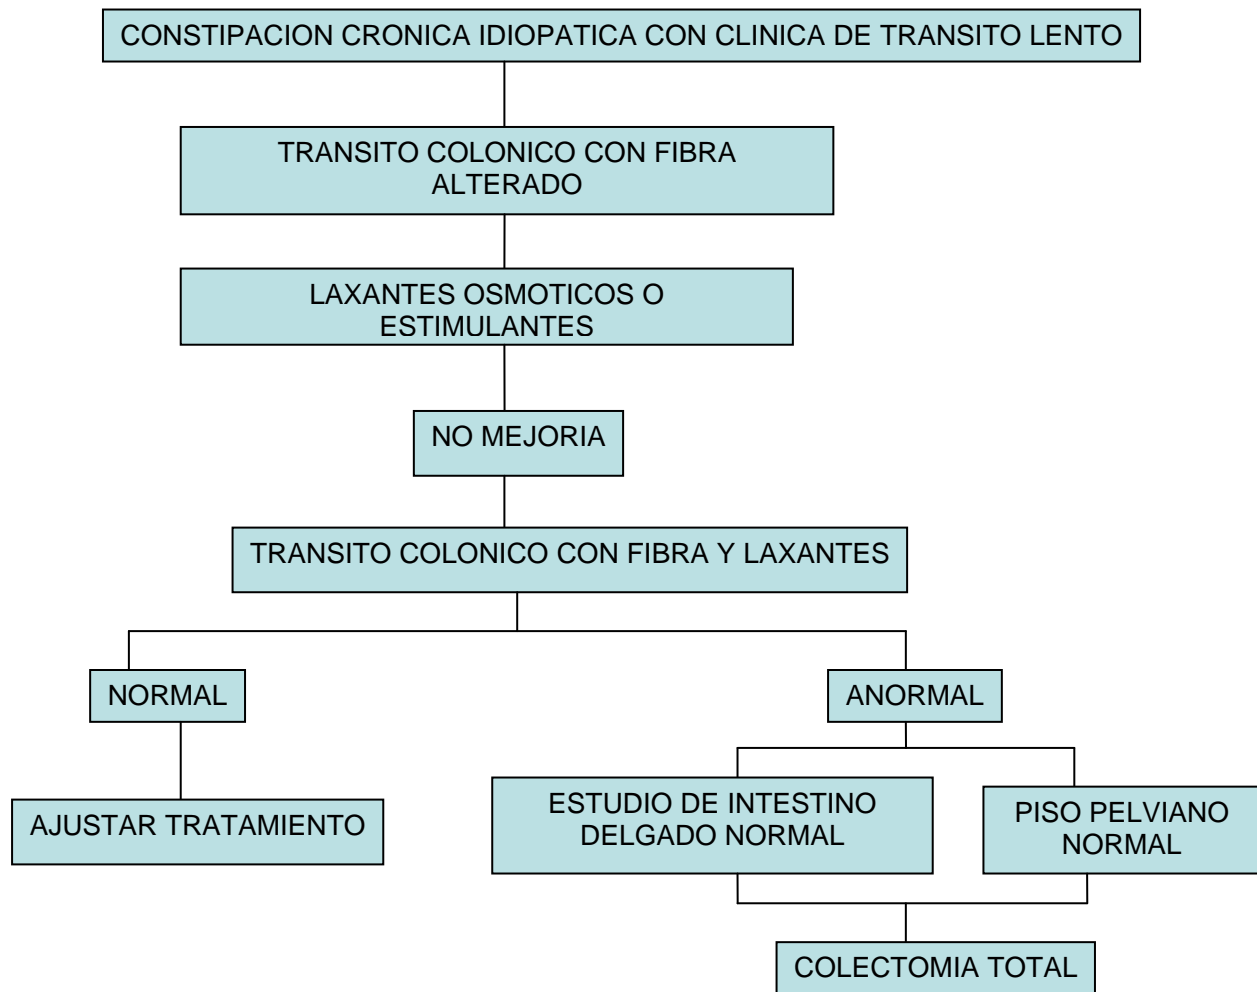 CONSTIPACION CRONICA IDIOPATICA CON CLINICA DE TRANSITO LENTO
TRANSITO COLONICO CON FIBRA
ALTERADO
LAXANTES OSMOTICOS O
ESTIMULANTES
NO MEJORIA
TRANSITO COLONICO CON FIBRA Y LAXANTES
NORMAL
ANORMAL
AJUSTAR TRATAMIENTO
ESTUDIO DE INTESTINO
DELGADO NORMAL
PISO PELVIANO
NORMAL
COLECTOMIA TOTAL